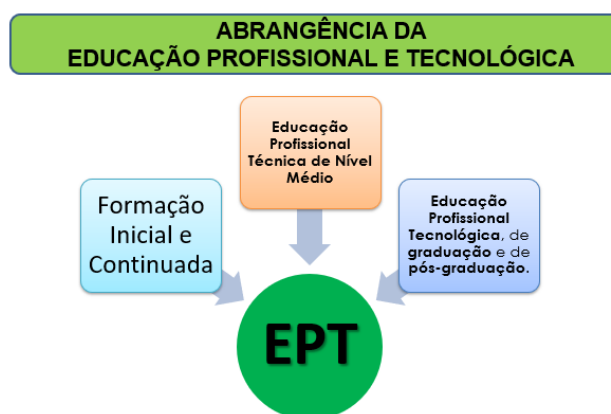 ABRANGÊNCIA DA
EDUCAÇÃO PROFISSIONAL E TECNOLÓGICA
Formação
Inicial e
Continuada
Educação
Profissional
Técnica de Nível
Médio
Educação
Profissional
Tecnológica, de
graduação e de
pós-graduação.
EPT